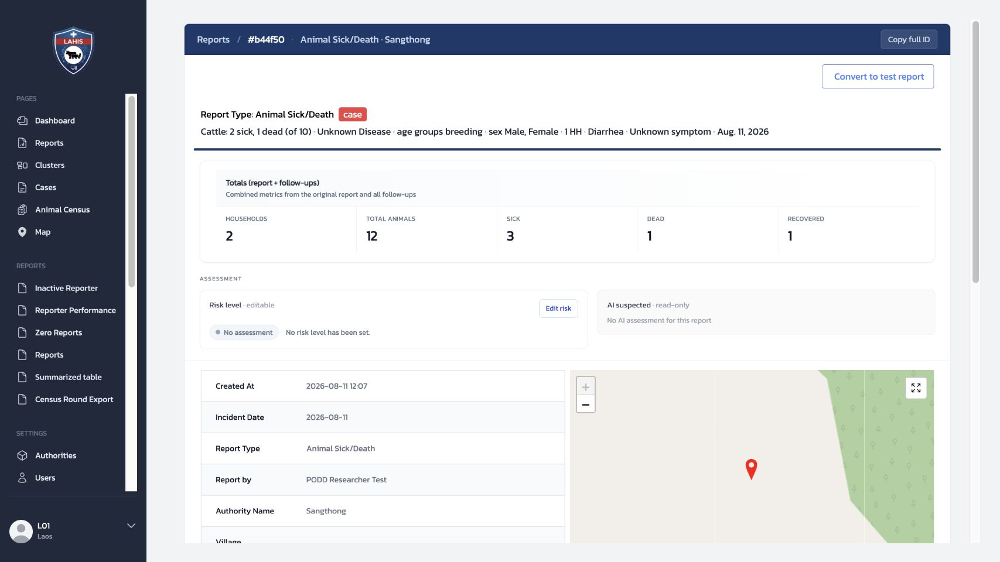 LAHIS
PAGES
Dashboard
Reports
Clusters
Cases
Animal Census
Map
REPORTS
Inactive Reporter
Reporter Performance
Zero Reports
Reports
Summarized table
Census Round Export
SETTINGS
Authorities
Users
L01
Laos
Reports / #b44f50 · Animal Sick/Death · Sangthong
Copy full ID
Convert to test report
Report Type: Animal Sick/Death case
Cattle: 2 sick, 1 dead (of 10) · Unknown Disease · age groups breeding · sex Male, Female · 1 HH · Diarrhea · Unknown symptom · Aug. 11, 2026
Totals (report + follow-ups)
Combined metrics from the original report and all follow-ups
HOUSEHOLDS TOTAL ANIMALS SICK DEAD RECOVERED
2 12 3 1 1
ASSESSMENT
Risk level · editable
Edit risk
No assessment No risk level has been set.
AI suspected · read-only
No AI assessment for this report.
Created At 2026-08-11 12:07
Incident Date 2026-08-11
Report Type Animal Sick/Death
Report by PODD Researcher Test
Authority Name Sangthong
Village
+
−